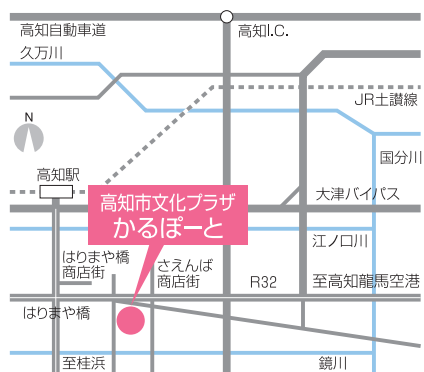 高知自動車道
高知I.C.
久万川
JR土讃線
N
国分川
高知駅
大津バイパス
高知市文化プラザ
かるぽーと
江ノ口川
はりまや橋
商店街
さえんば
商店街
R32
至高知龍馬空港
はりまや橋
至桂浜
鏡川